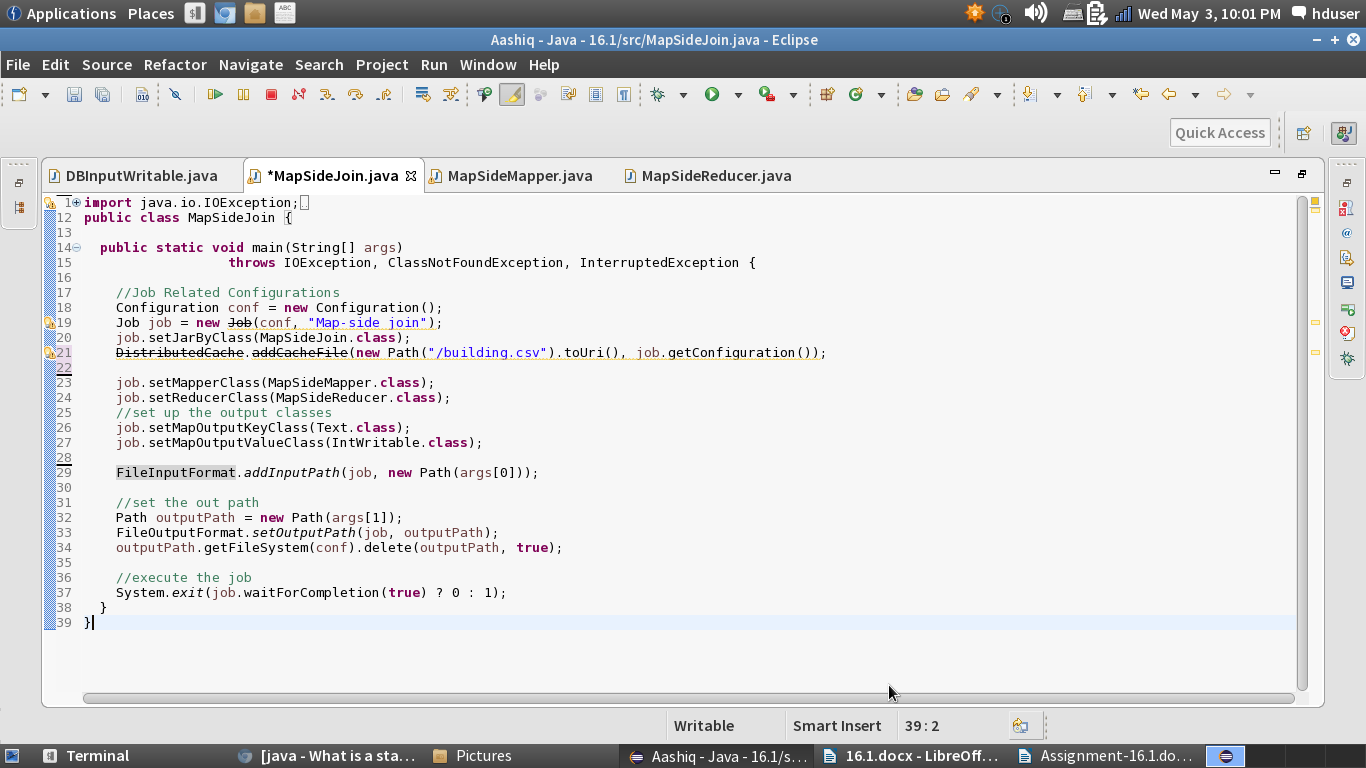 Applications Places Wed May 3, 10:01 PM hduser
Aashiq - Java - 16.1/src/MapSideJoin.java - Eclipse
File Edit Source Refactor Navigate Search Project Run Window Help
Quick Access
DBInputWritable.java *MapSideJoin.java MapSideMapper.java MapSideReducer.java
1 import java.io.IOException;
12 public class MapSideJoin {
13
14 public static void main(String[] args)
15 throws IOException, ClassNotFoundException, InterruptedException {
16
17 //Job Related Configurations
18 Configuration conf = new Configuration();
19 Job job = new Job(conf, "Map-side join");
20 job.setJarByClass(MapSideJoin.class);
21 DistributedCache.addCacheFile(new Path("/building.csv").toUri(), job.getConfiguration());
22
23 job.setMapperClass(MapSideMapper.class);
24 job.setReducerClass(MapSideReducer.class);
25 //set up the output classes
26 job.setMapOutputKeyClass(Text.class);
27 job.setMapOutputValueClass(IntWritable.class);
28
29 FileInputFormat.addInputPath(job, new Path(args[0]));
30
31 //set the out path
32 Path outputPath = new Path(args[1]);
33 FileOutputFormat.setOutputPath(job, outputPath);
34 outputPath.getFileSystem(conf).delete(outputPath, true);
35
36 //execute the job
37 System.exit(job.waitForCompletion(true) ? 0 : 1);
38 }
39 }
Writable Smart Insert 39 : 2
Terminal [java - What is a sta... Pictures Aashiq - Java - 16.1/s... 16.1.docx - LibreOff... Assignment-16.1.do...